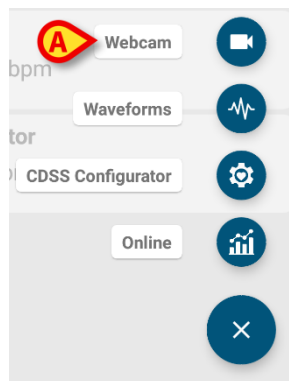 A
Webcam
bpm
Waveforms
tor
CDSS Configurator
Online